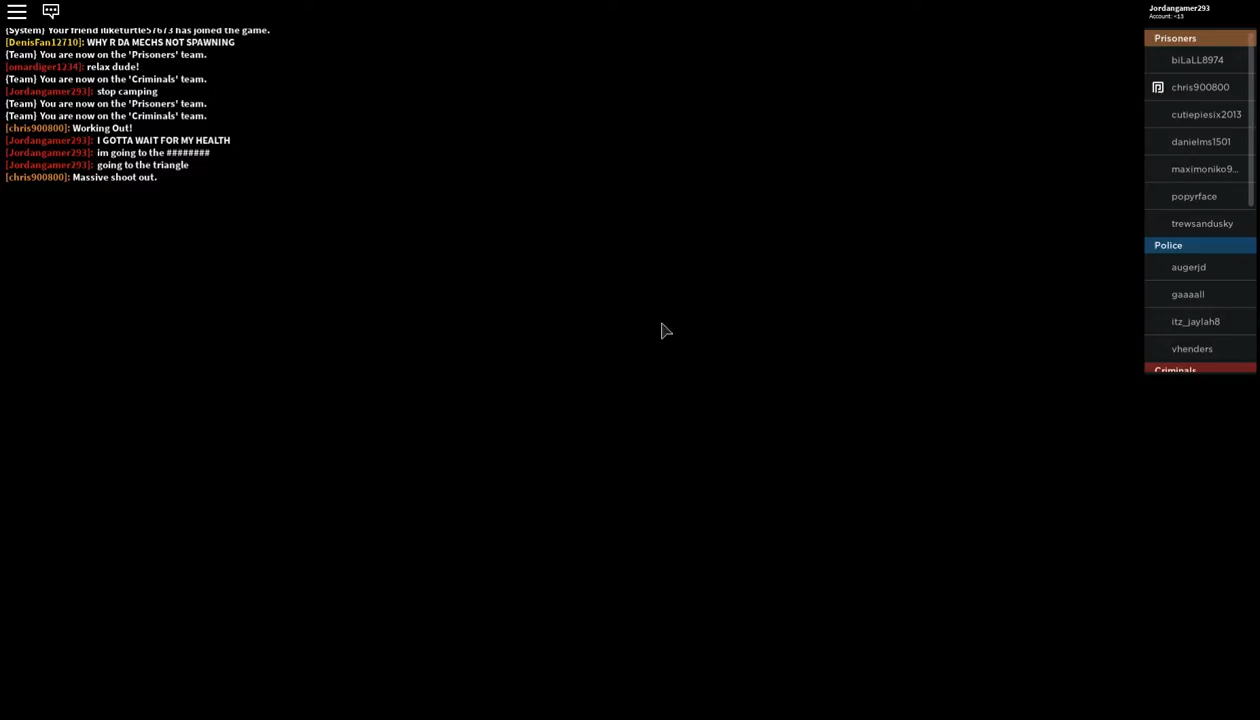 {System} Your friend iliketurtle57673 has joined the game.
[DenisFan12710]: WHY R DA MECHS NOT SPAWNING
{Team} You are now on the 'Prisoners' team.
[omardiger1234]: relax dude!
{Team} You are now on the 'Criminals' team.
[Jordangamer293]: stop camping
{Team} You are now on the 'Prisoners' team.
{Team} You are now on the 'Criminals' team.
[chris900800]: Working Out!
[Jordangamer293]: I GOTTA WAIT FOR MY HEALTH
[Jordangamer293]: im going to the ########
[Jordangamer293]: going to the triangle
[chris900800]: Massive shoot out.
Jordangamer293
Account: <13
Prisoners
biLaLL8974
chris900800
cutiepiesix2013
danielms1501
maximoniko9...
popyrface
trewsandusky
Police
augerjd
gaaaall
itz_jaylah8
vhenders
Criminals